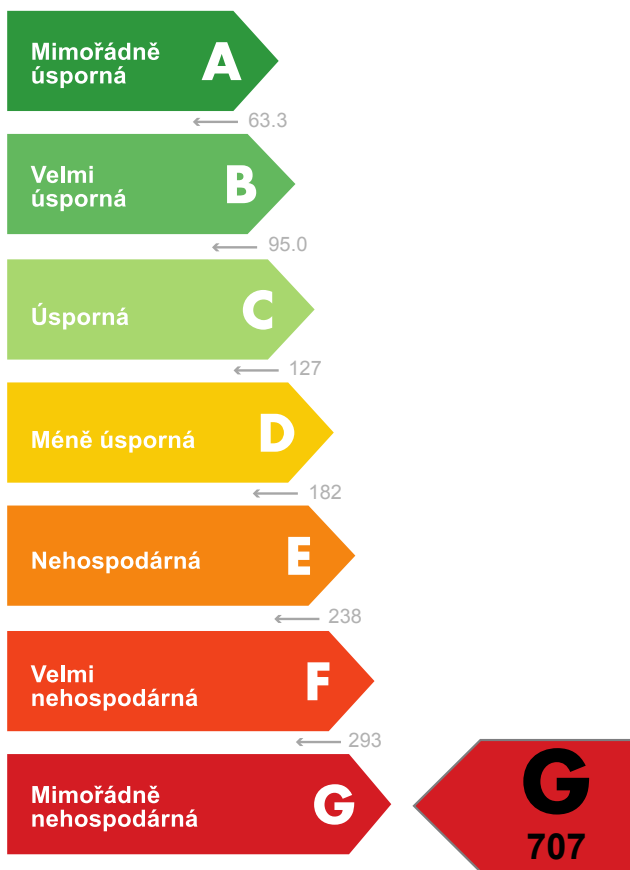 Mimořádně
úsporná
A
63.3
Velmi
úsporná
B
95.0
Úsporná
C
127
Méně úsporná
D
182
Nehospodárná
E
238
Velmi
nehospodárná
F
293
Mimořádně
nehospodárná
G
G
707